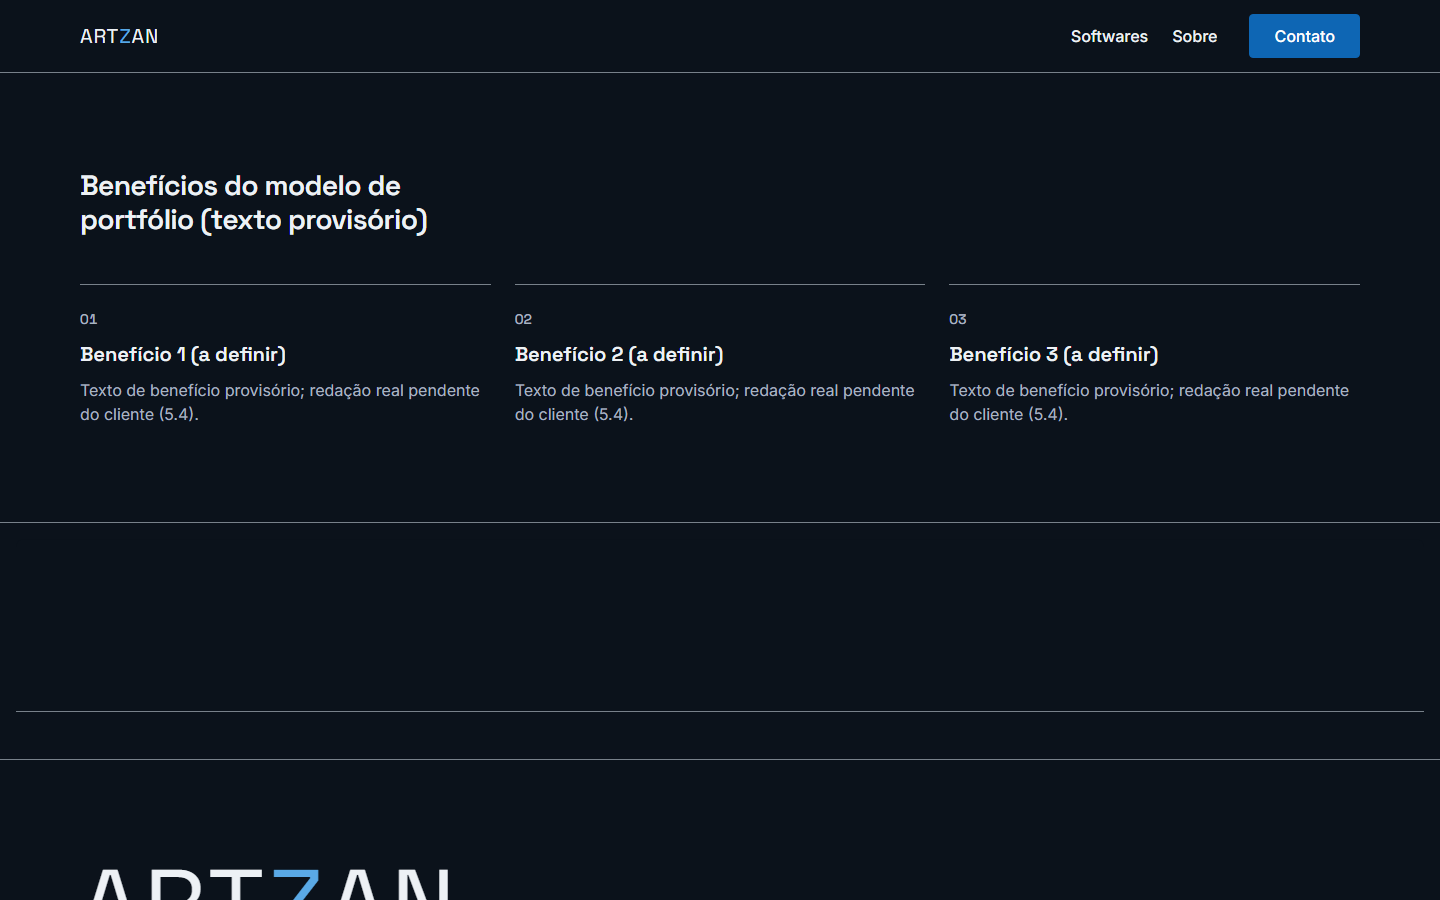 ARTZAN
Softwares
Sobre
Contato
Benefícios do modelo de
portfólio (texto provisório)
01
Benefício 1 (a definir)
Texto de benefício provisório; redação real pendente
do cliente (5.4).
02
Benefício 2 (a definir)
Texto de benefício provisório; redação real pendente
do cliente (5.4).
03
Benefício 3 (a definir)
Texto de benefício provisório; redação real pendente
do cliente (5.4).
ARTZAN